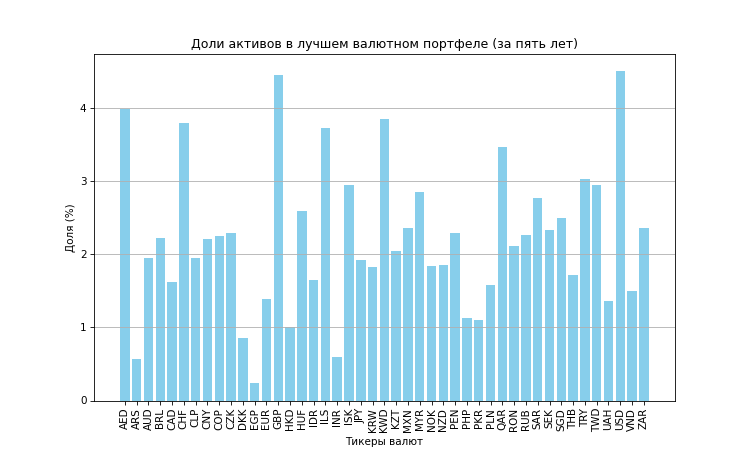 Доли активов в лучшем валютном портфеле (за пять лет)
Доля (%)
4
3
2
1
0
AED ARS AUD BRL CAD CHF CLP CNY COP CZK DKK EGP EUR GBP HKD HUF IDR ILS INR ISK JPY KRW KWD KZT MXN MYR NOK NZD PEN PHP PKR PLN QAR RON RUB SAR SEK SGD THB TRY TWD UAH USD VND ZAR
Тикеры валют